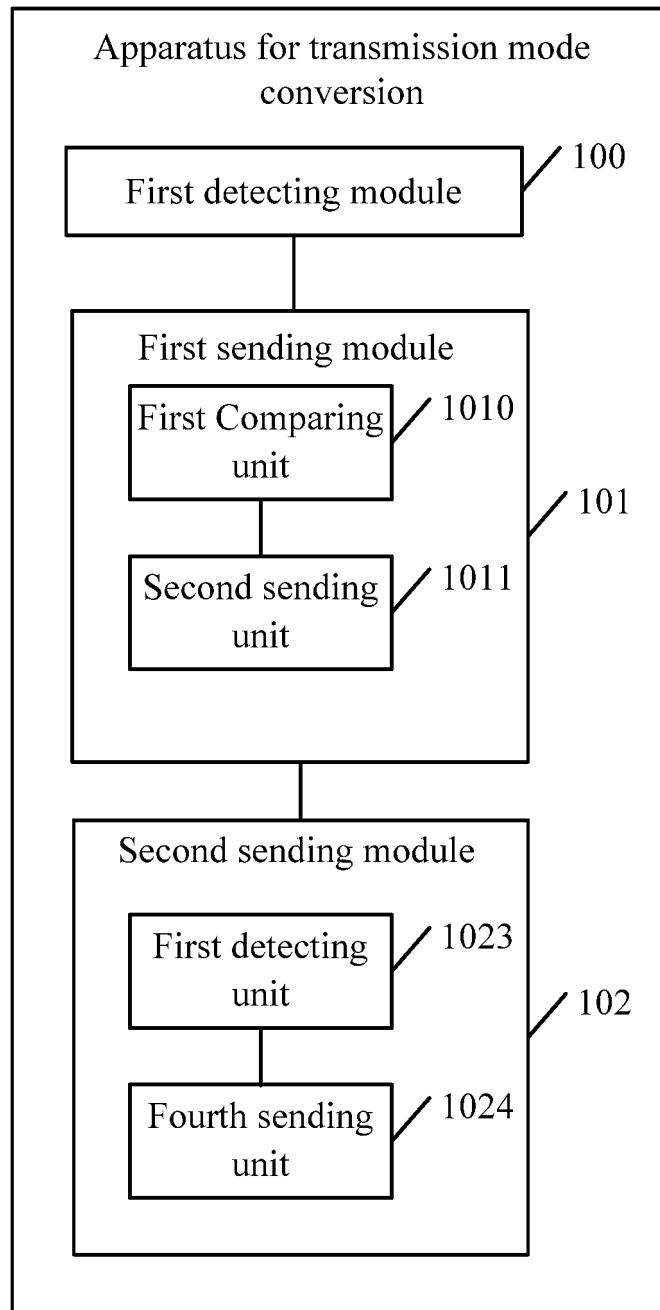 Apparatus for transmission mode
conversion
First detecting module
100
First sending module
First Comparing
unit
1010
Second sending
unit
1011
101
Second sending module
First detecting
unit
1023
Fourth sending
unit
1024
102